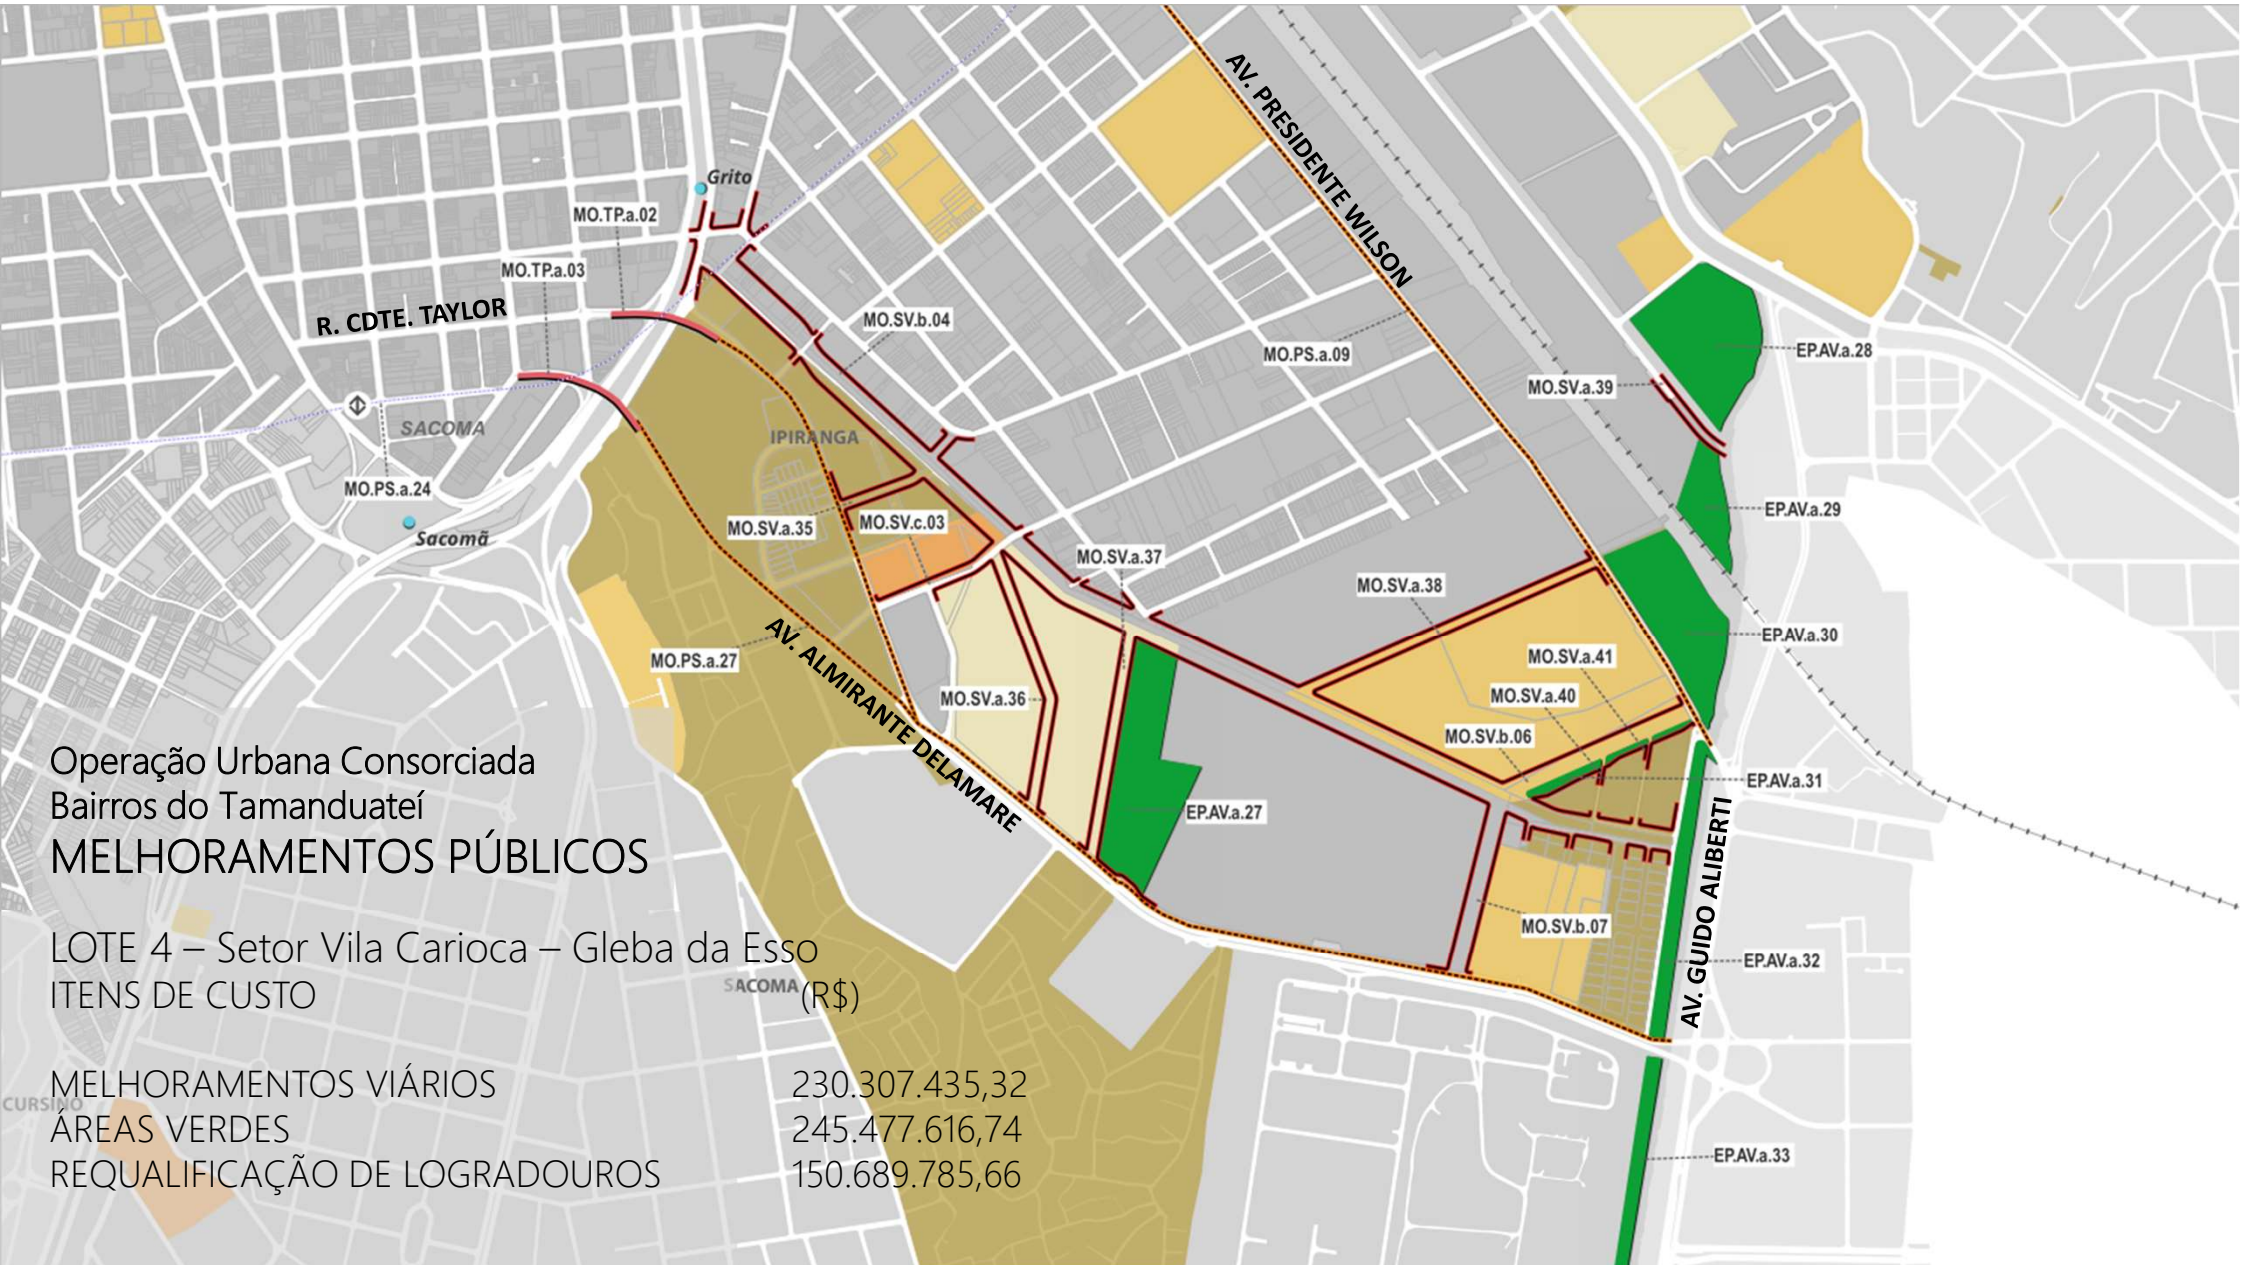 AV. PRESIDENTE WILSON
Grito
MO.TP.a.02
MO.TP.a.03
R. CDTE. TAYLOR
MO.SV.b.04
MO.PS.a.09
EP.AV.a.28
MO.SV.a.39
SACOMA
IPIRANGA
MO.PS.a.24
Sacomã
MO.SV.a.35
MO.SV.c.03
EP.AV.a.29
MO.SV.a.37
MO.SV.a.38
EP.AV.a.30
MO.PS.a.27
AV. ALMIRANTE DELAMARE
MO.SV.a.41
MO.SV.a.40
MO.SV.a.36
MO.SV.b.06
EP.AV.a.31
EP.AV.a.27
AV. GUIDO ALIBERTI
MO.SV.b.07
EP.AV.a.32
EP.AV.a.33
Operação Urbana Consorciada
Bairros do Tamanduateí
MELHORAMENTOS PÚBLICOS
LOTE 4 – Setor Vila Carioca – Gleba da Esso
ITENS DE CUSTO (R$)
SACOMA
MELHORAMENTOS VIÁRIOS 230.307.435,32
CURSINO
ÁREAS VERDES 245.477.616,74
REQUALIFICAÇÃO DE LOGRADOUROS 150.689.785,66